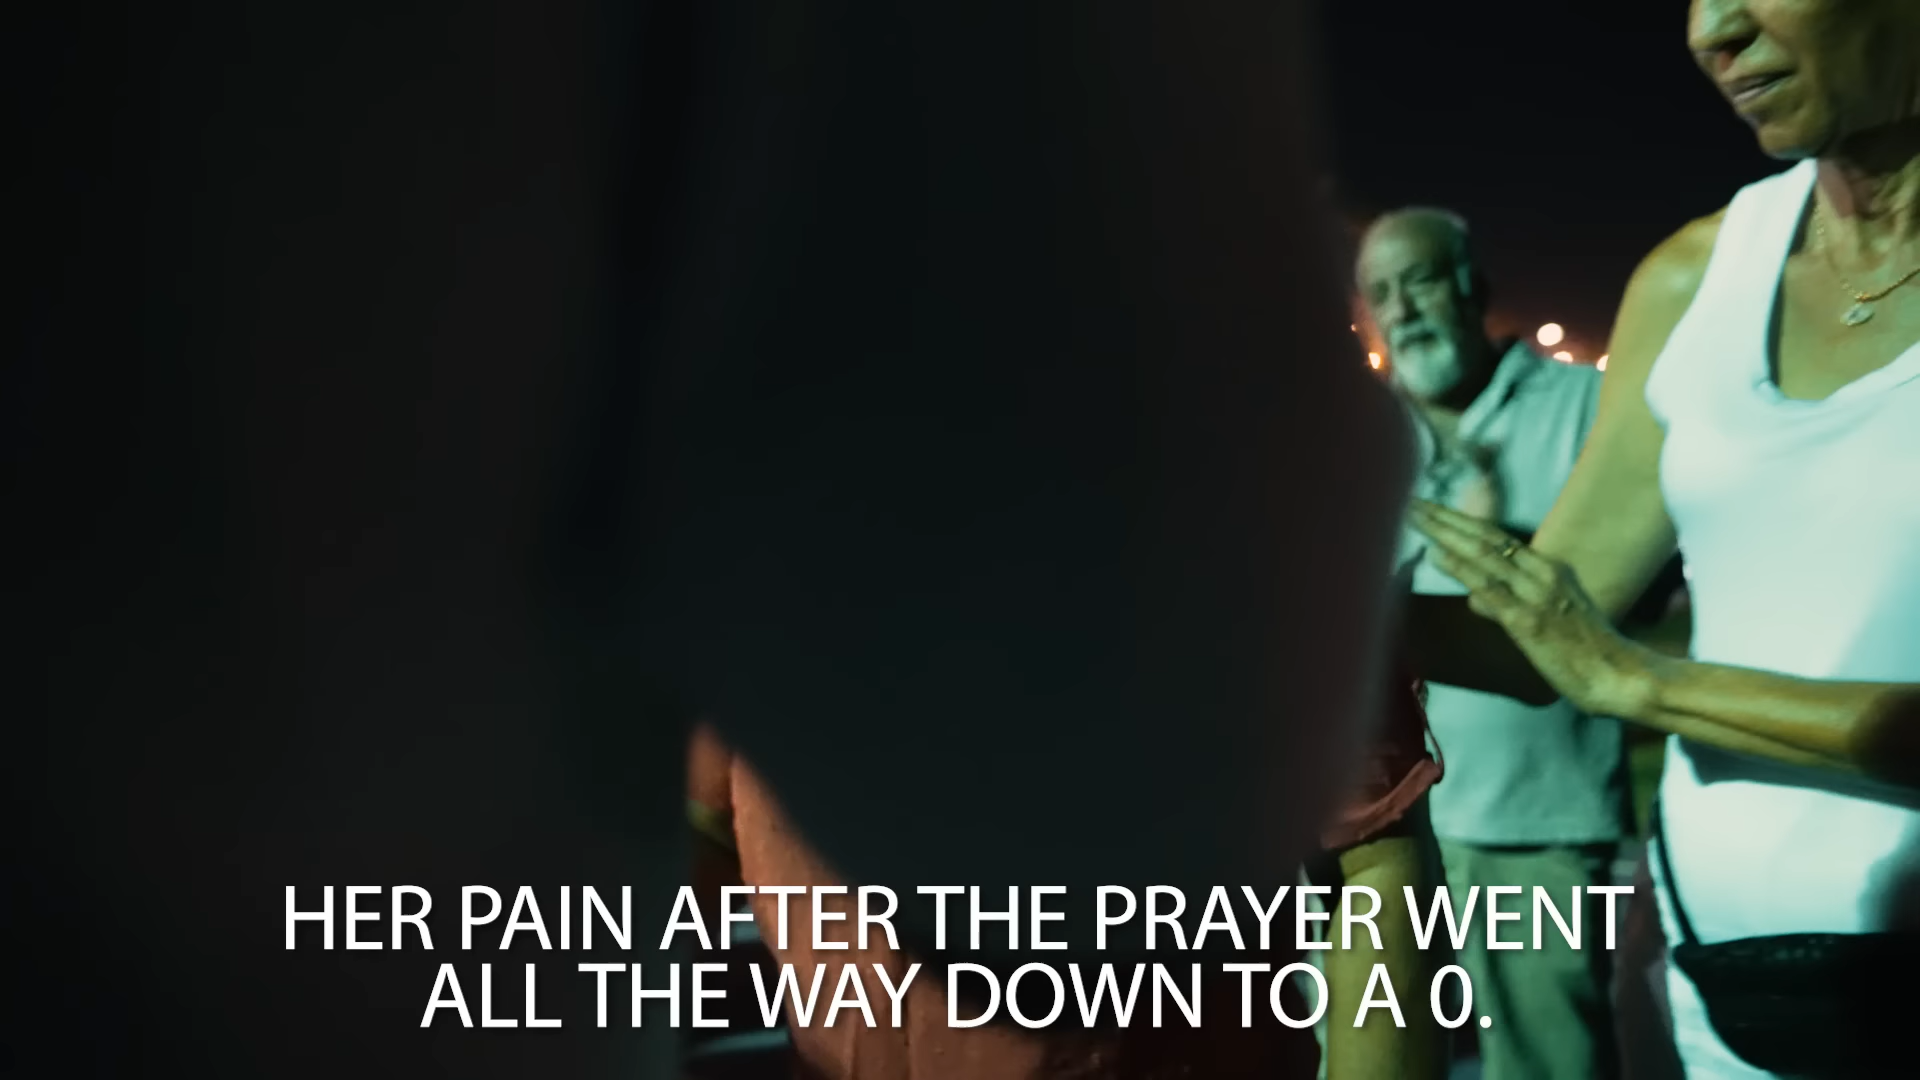 HER PAIN AFTER THE PRAYER WENT
ALL THE WAY DOWN TO A 0.